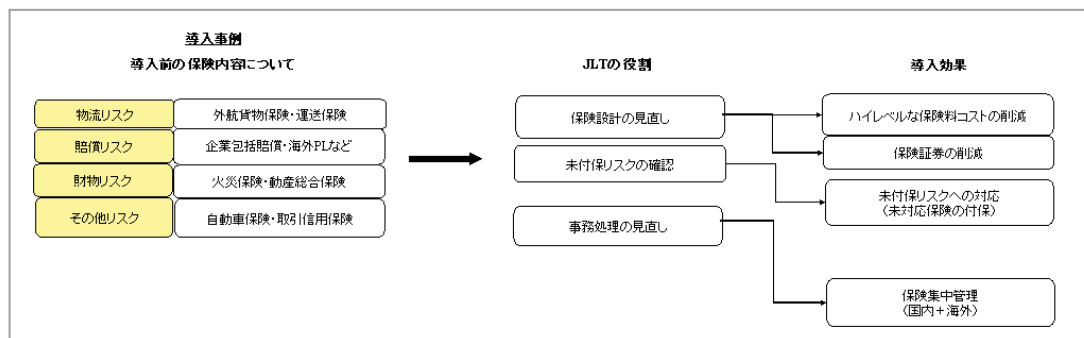 導入事例
導入前の保険内容について
物流リスク
外航貨物保険・運送保険
賠償リスク
企業包括賠償・海外PLなど
財物リスク
火災保険・動産総合保険
その他リスク
自動車保険・取引信用保険
JLTの役割
保険設計の見直し
未付保リスクの確認
事務処理の見直し
導入効果
ハイレベルな保険料コストの削減
保険証券の削減
未付保リスクへの対応
(未対応保険の付保)
保険集中管理
(国内+海外)